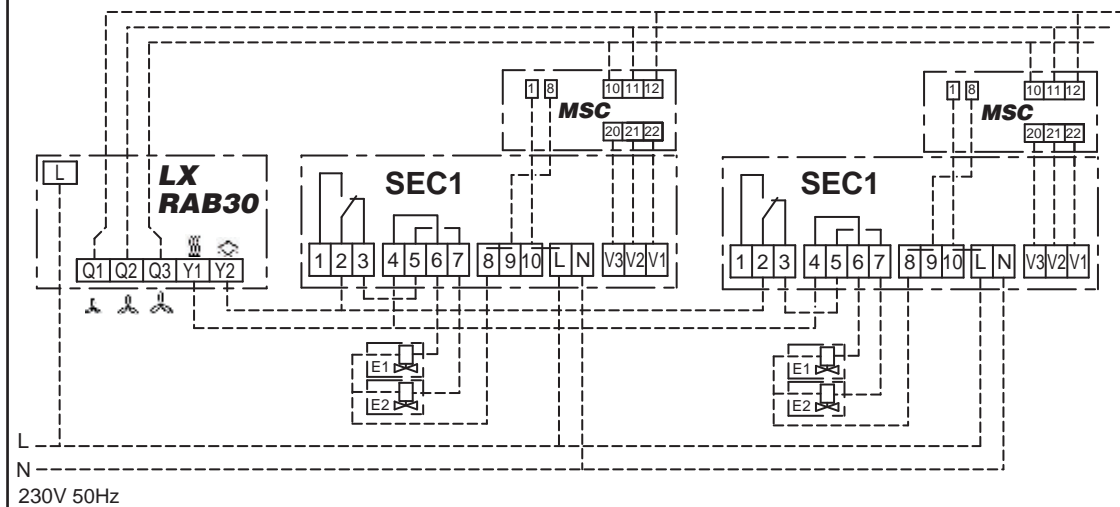 1 8 10 11 12
MSC
20 21 22
1 8 10 11 12
MSC
20 21 22
L
LX
RAB30
Q1 Q2 Q3 Y1 Y2
SEC1
1 2 3 4 5 6 7 8 9 10 L N V3 V2 V1
SEC1
1 2 3 4 5 6 7 8 9 10 L N V3 V2 V1
E1
E2
E1
E2
L
N
230V 50Hz